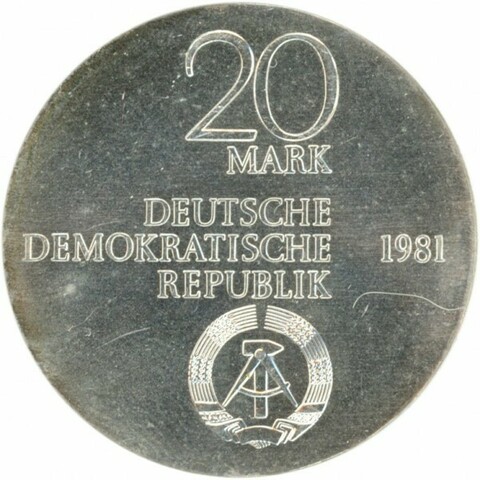 20
MARK
DEUTSCHE
DEMOKRATISCHE 1981
REPUBLIK